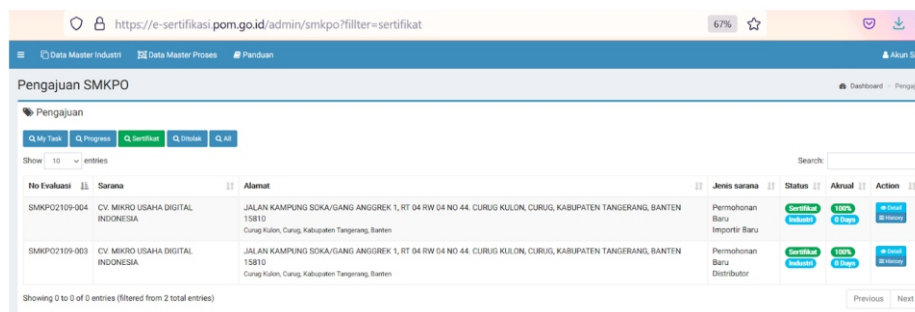 https://e-sertifikasi.pom.go.id/admin/smkpo?fillter=sertifikat 67%
Data Master Industri Data Master Proses Panduan Akun S
Pengajuan SMKPO Dashboard - Pengaj
Pengajuan
My Task Progress Sertifikat Ditolak All
Show 10 entries Search:
No Evaluasi Sarana Alamat Jenis sarana Status Akrual Action
SMKPO2109-004 CV. MIKRO USAHA DIGITAL JALAN KAMPUNG SOKA/GANG ANGGREK 1, RT 04 RW 04 NO 44. CURUG KULON, CURUG, KABUPATEN TANGERANG, BANTEN Permohonan Sertifikat 100% Detail
INDONESIA 15810 Baru Industri 0 Days History
Curug Kulon, Curug, Kabupaten Tangerang, Banten Importir Baru
SMKPO2109-003 CV. MIKRO USAHA DIGITAL JALAN KAMPUNG SOKA/GANG ANGGREK 1, RT 04 RW 04 NO 44. CURUG KULON, CURUG, KABUPATEN TANGERANG, BANTEN Permohonan Sertifikat 100% Detail
INDONESIA 15810 Baru Industri 0 Days History
Curug Kulon, Curug, Kabupaten Tangerang, Banten Distributor
Showing 0 to 0 of 0 entries (filtered from 2 total entries) Previous Next